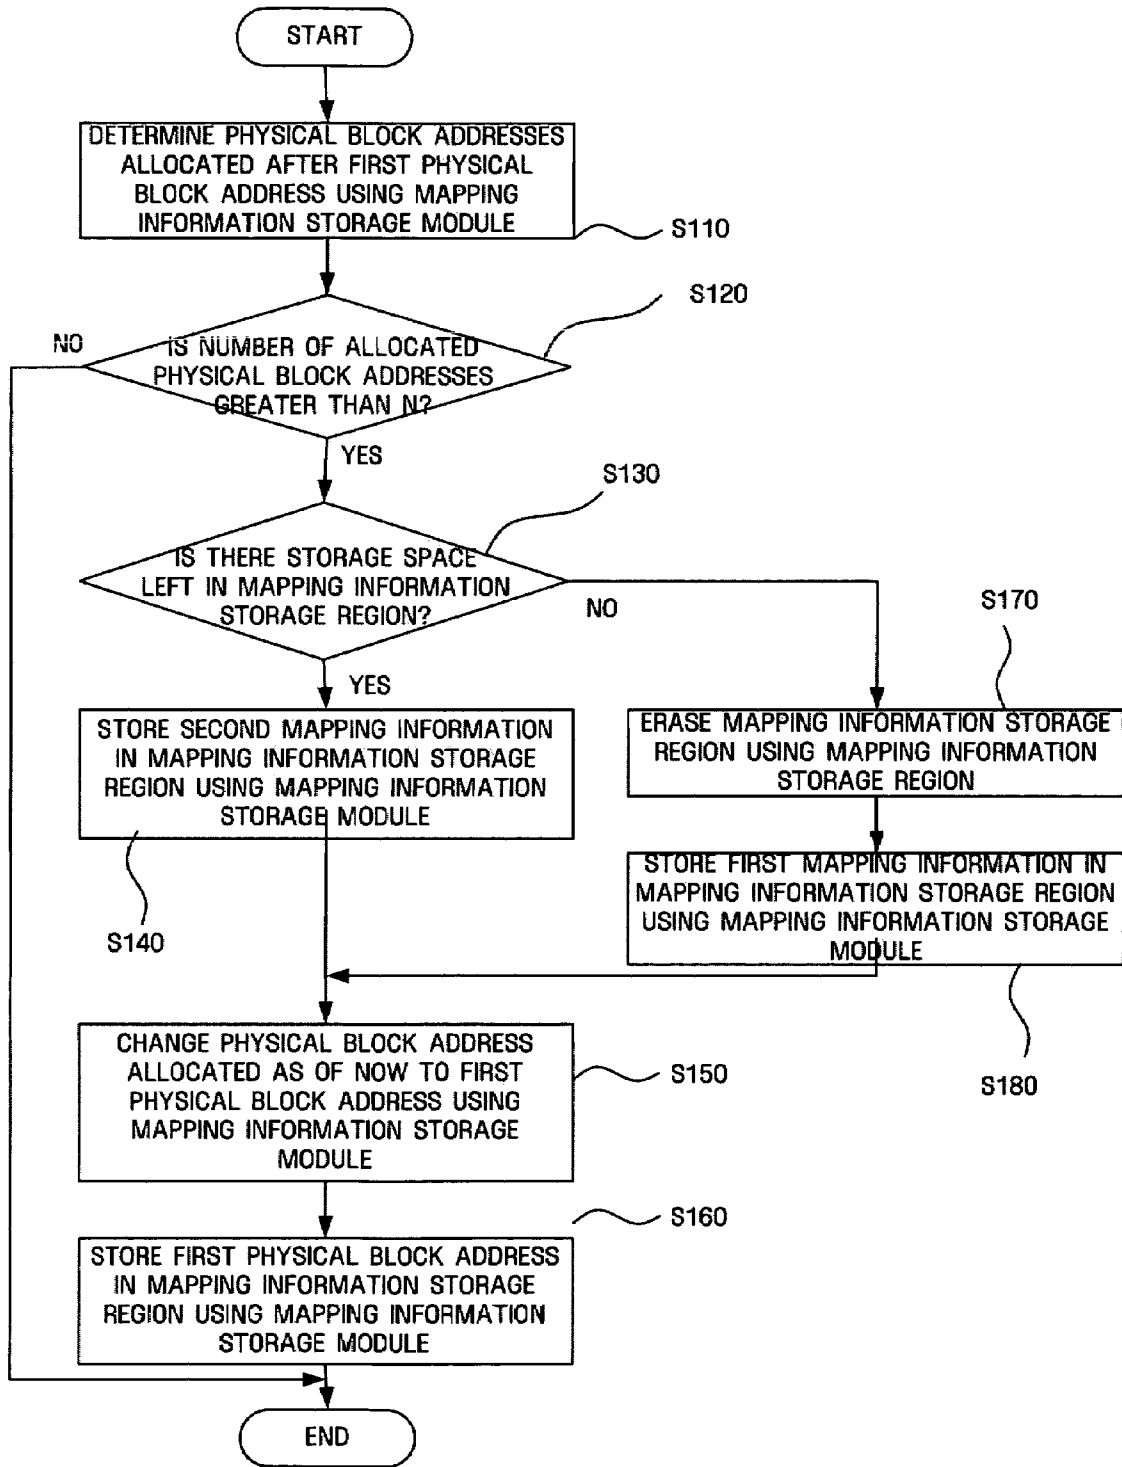 START
DETERMINE PHYSICAL BLOCK ADDRESSES
ALLOCATED AFTER FIRST PHYSICAL
BLOCK ADDRESS USING MAPPING
INFORMATION STORAGE MODULE
S110
S120
NO
IS NUMBER OF ALLOCATED
PHYSICAL BLOCK ADDRESSES
GREATER THAN N?
YES
S130
IS THERE STORAGE SPACE
LEFT IN MAPPING INFORMATION
STORAGE REGION?
NO
S170
YES
STORE SECOND MAPPING INFORMATION
IN MAPPING INFORMATION STORAGE
REGION USING MAPPING INFORMATION
STORAGE MODULE
S140
ERASE MAPPING INFORMATION STORAGE
REGION USING MAPPING INFORMATION
STORAGE REGION
STORE FIRST MAPPING INFORMATION IN
MAPPING INFORMATION STORAGE REGION
USING MAPPING INFORMATION STORAGE
MODULE
S180
CHANGE PHYSICAL BLOCK ADDRESS
ALLOCATED AS OF NOW TO FIRST
PHYSICAL BLOCK ADDRESS USING
MAPPING INFORMATION STORAGE
MODULE
S150
S160
STORE FIRST PHYSICAL BLOCK ADDRESS
IN MAPPING INFORMATION STORAGE
REGION USING MAPPING INFORMATION
STORAGE MODULE
END